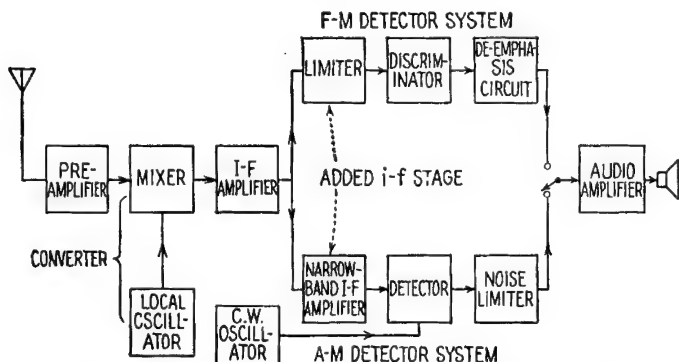 F-M DETECTOR SYSTEM
LIMITER
DISCRIM-
INATOR
DE-EMPHA-
SIS
CIRCUIT
PRE-
AMPLIFIER
MIXER
I-F
AMPLIFIER
ADDED i-f STAGE
AUDIO
AMPLIFIER
CONVERTER
LOCAL
OSCILL-
ATOR
C.W.
OSCILL-
ATOR
NARROW-
BAND I-F
AMPLIFIER
DETECTOR
NOISE
LIMITER
A-M DETECTOR SYSTEM